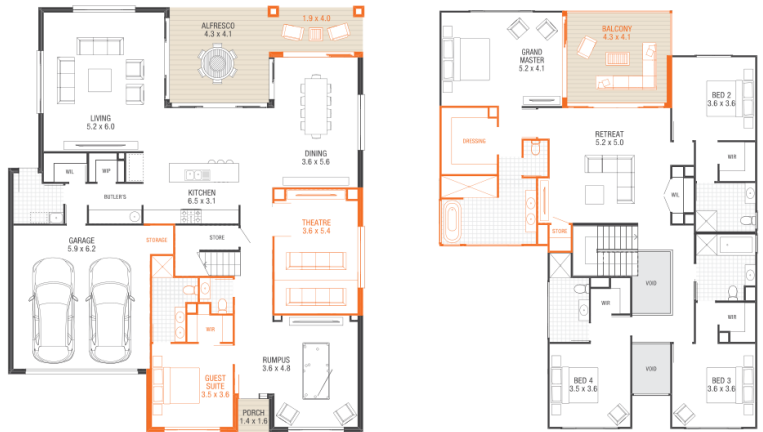 ALFRESCO
4.3 x 4.1
1.9 x 4.0
LIVING
5.2 x 6.0
DINING
3.6 x 5.6
WIL
WIP
BUTLER'S
KITCHEN
6.5 x 3.1
GARAGE
5.9 x 6.2
STORAGE
STORE
THEATRE
3.6 x 5.4
WIR
GUEST
SUITE
3.5 x 3.6
RUMPUS
3.6 x 4.8
PORCH
1.4 x 1.6
GRAND
MASTER
5.2 x 4.1
BALCONY
4.3 x 4.1
BED 2
3.6 x 3.6
DRESSING
RETREAT
5.2 x 5.0
WIR
WIL
STORE
VOID
WIR
WIR
VOID
BED 4
3.5 x 3.6
BED 3
3.6 x 3.6